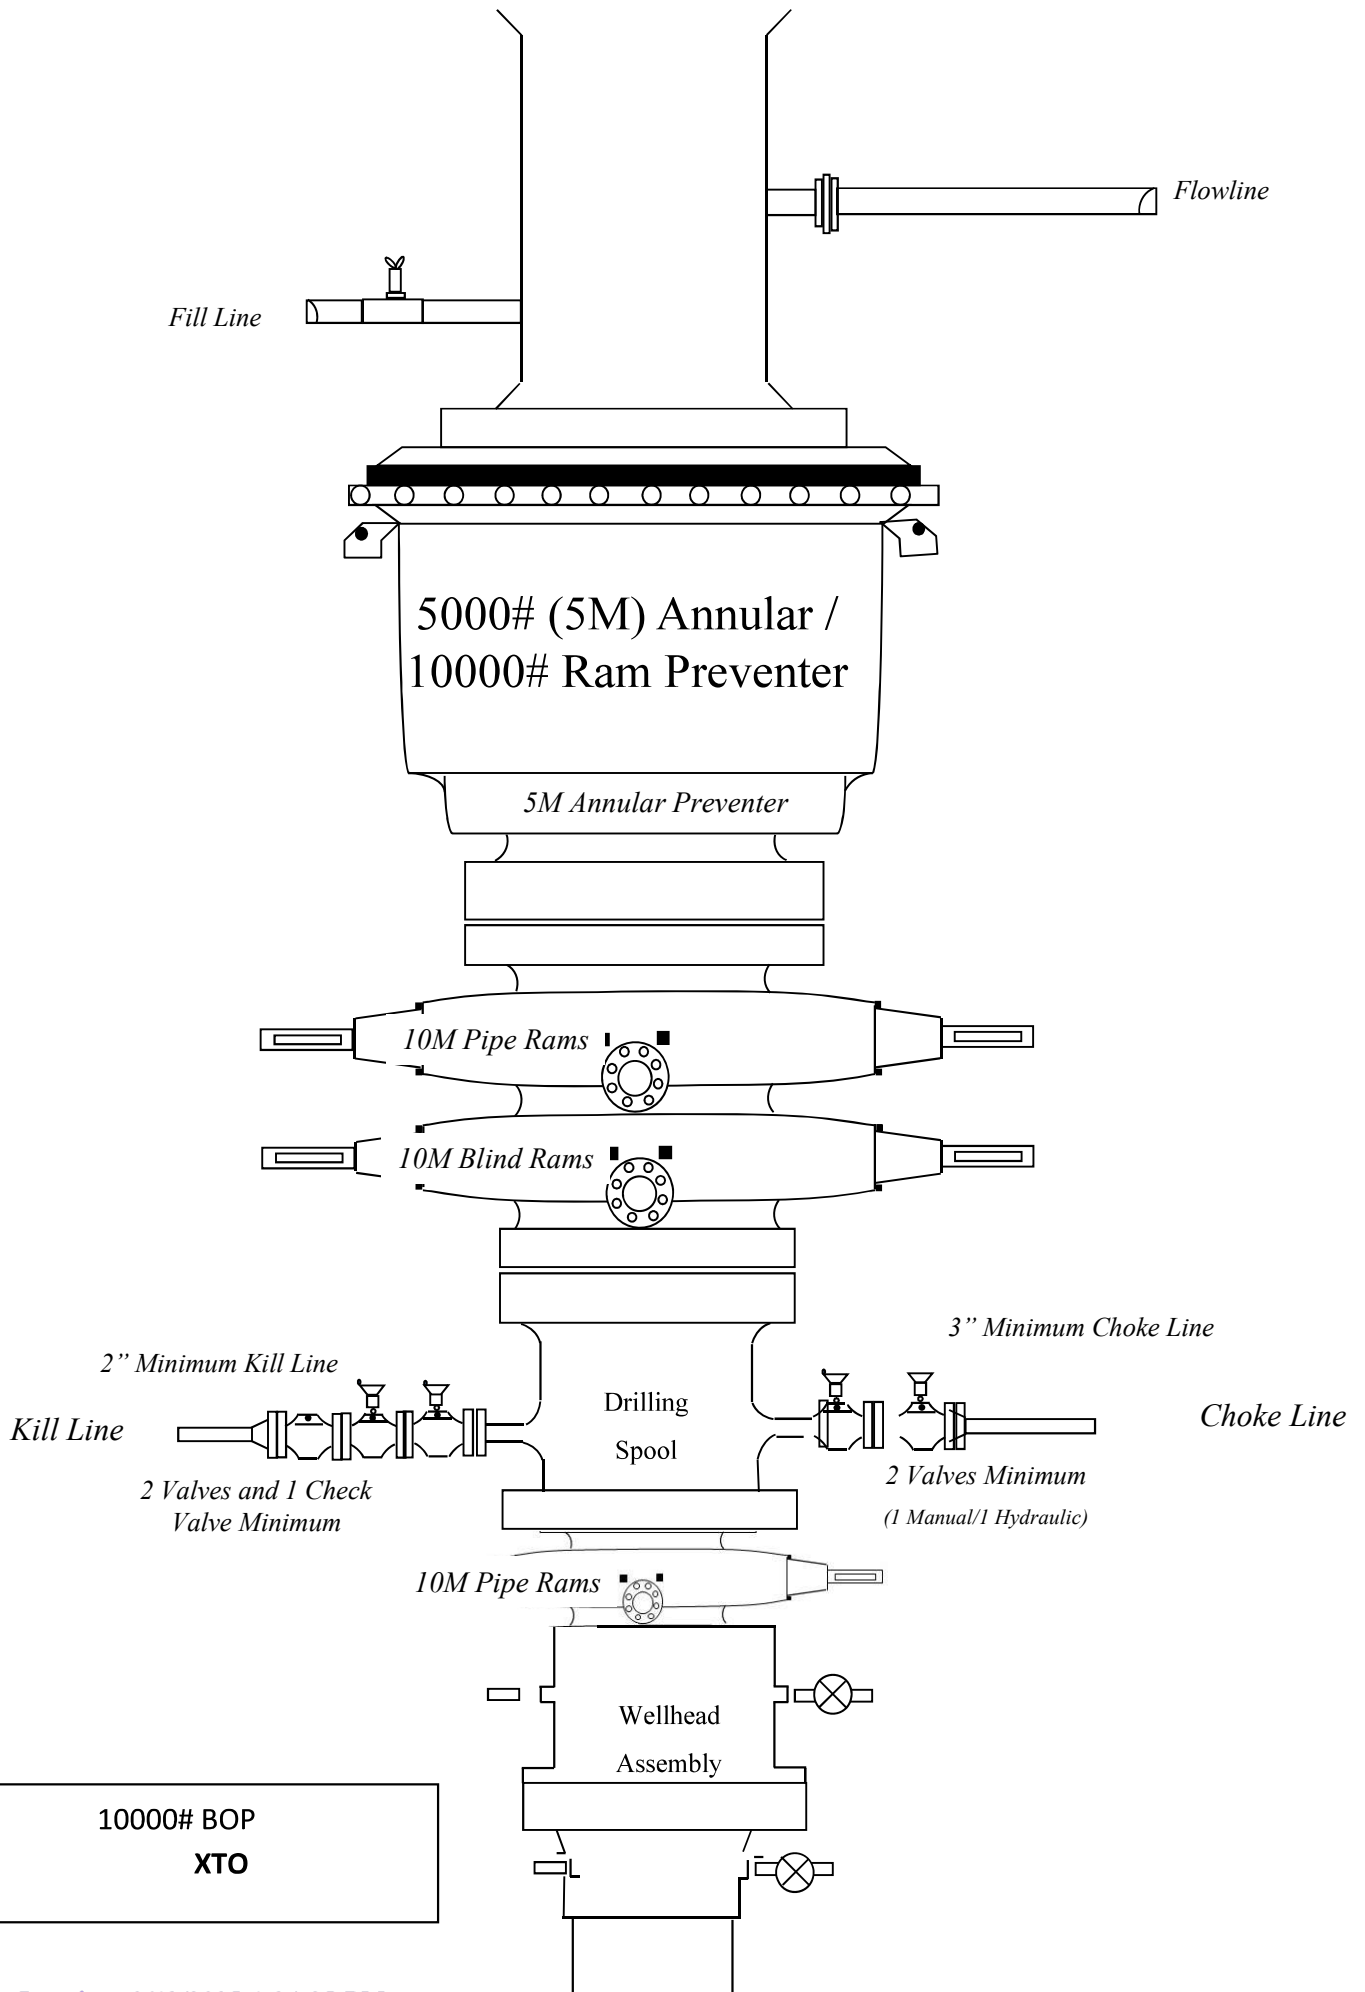 Flowline
Fill Line
5000# (5M) Annular /
10000# Ram Preventer
5M Annular Preventer
10M Pipe Rams
10M Blind Rams
3” Minimum Choke Line
2” Minimum Kill Line
Drilling
Spool
Kill Line
Choke Line
2 Valves and 1 Check
Valve Minimum
2 Valves Minimum
(1 Manual/1 Hydraulic)
10M Pipe Rams
Wellhead
Assembly
10000# BOP
XTO